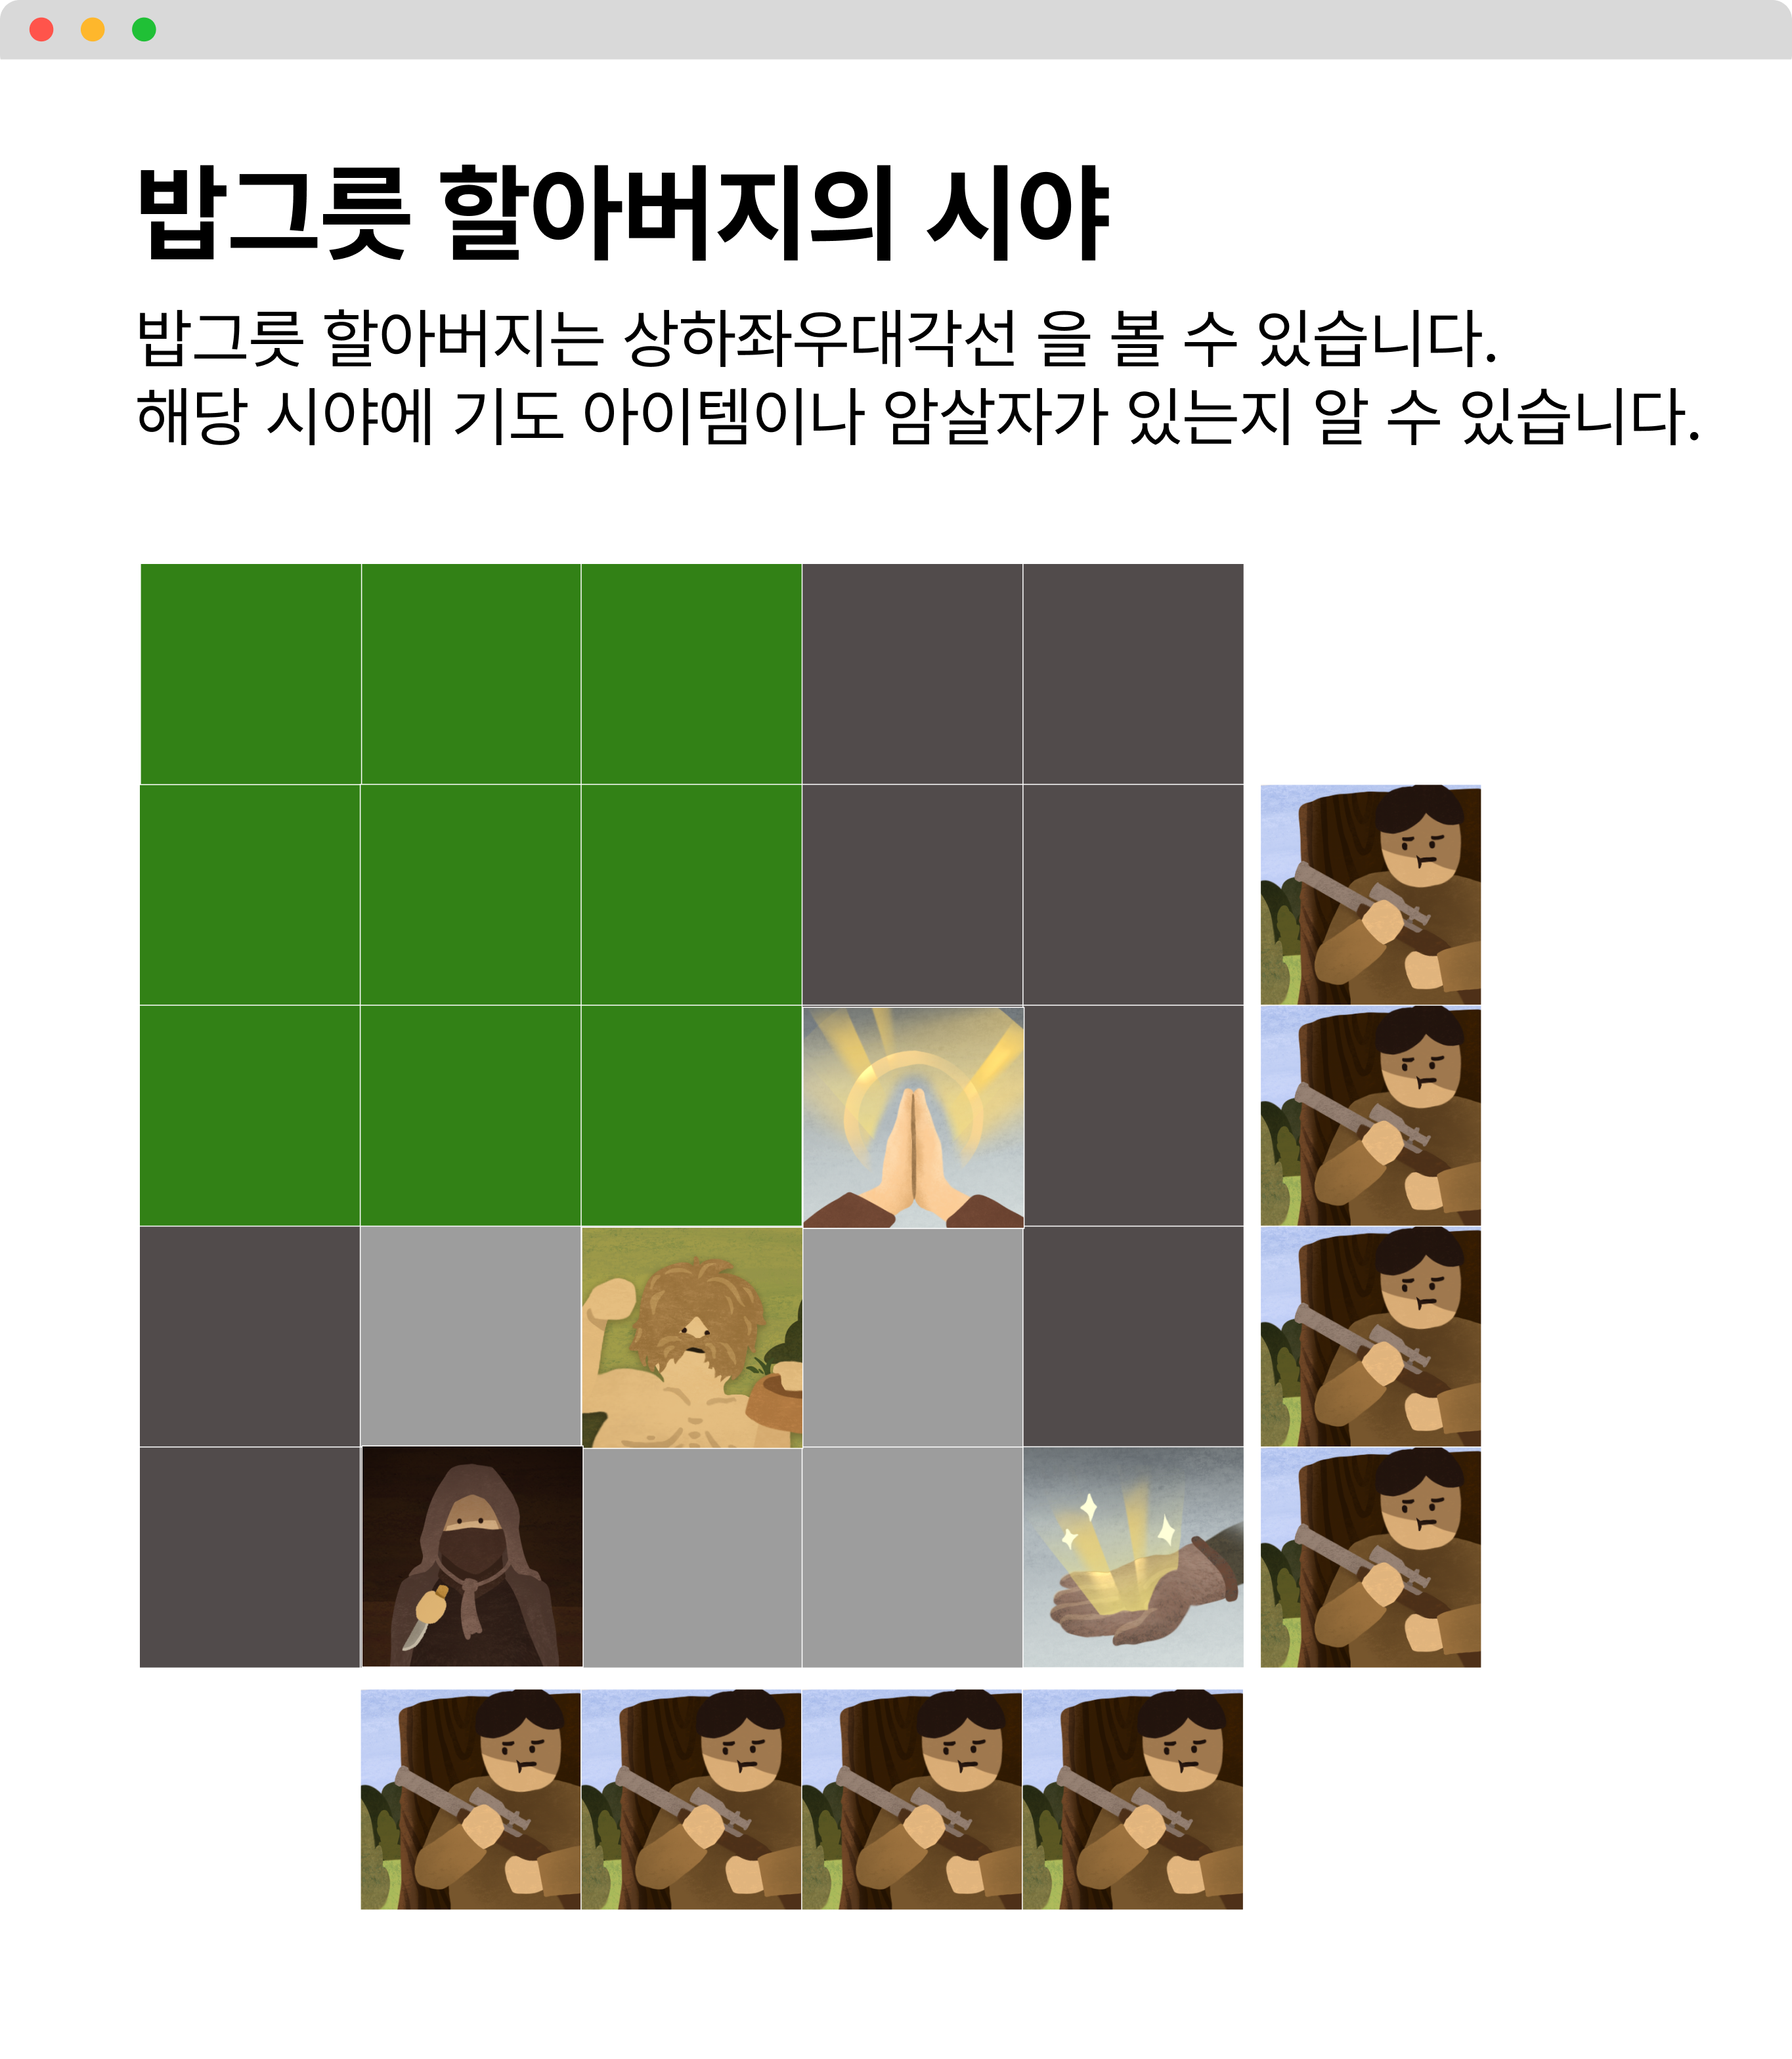 밥그릇 할아버지의 시야
밥그릇 할아버지는 상하좌우대각선 을 볼 수 있습니다.
해당 시야에 기도 아이템이나 암살자가 있는지 알 수 있습니다.